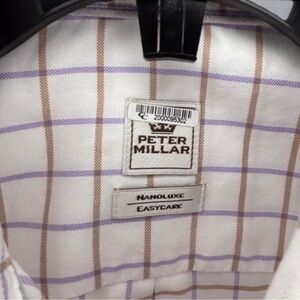 2000095302
PETER
MILLAR
NANOLUXE
EASYCARE